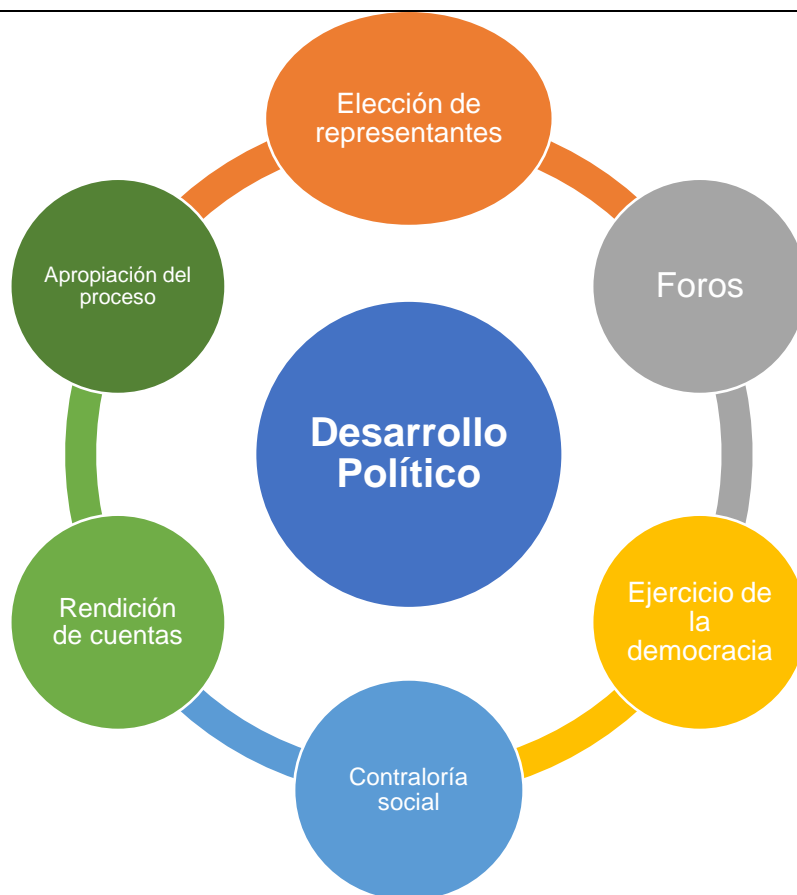 Elección de
representantes
Foros
Ejercicio de
la
democracia
Contraloría
social
Rendición
de cuentas
Apropiación del
proceso
Desarrollo
Político